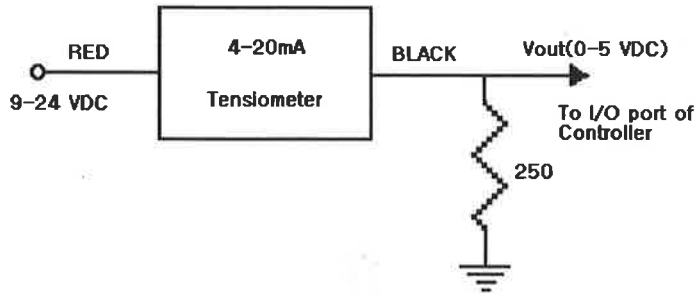 RED
9-24 VDC
4-20mA
Tensiometer
BLACK
Vout(0-5 VDC)
To I/O port of
Controller
250